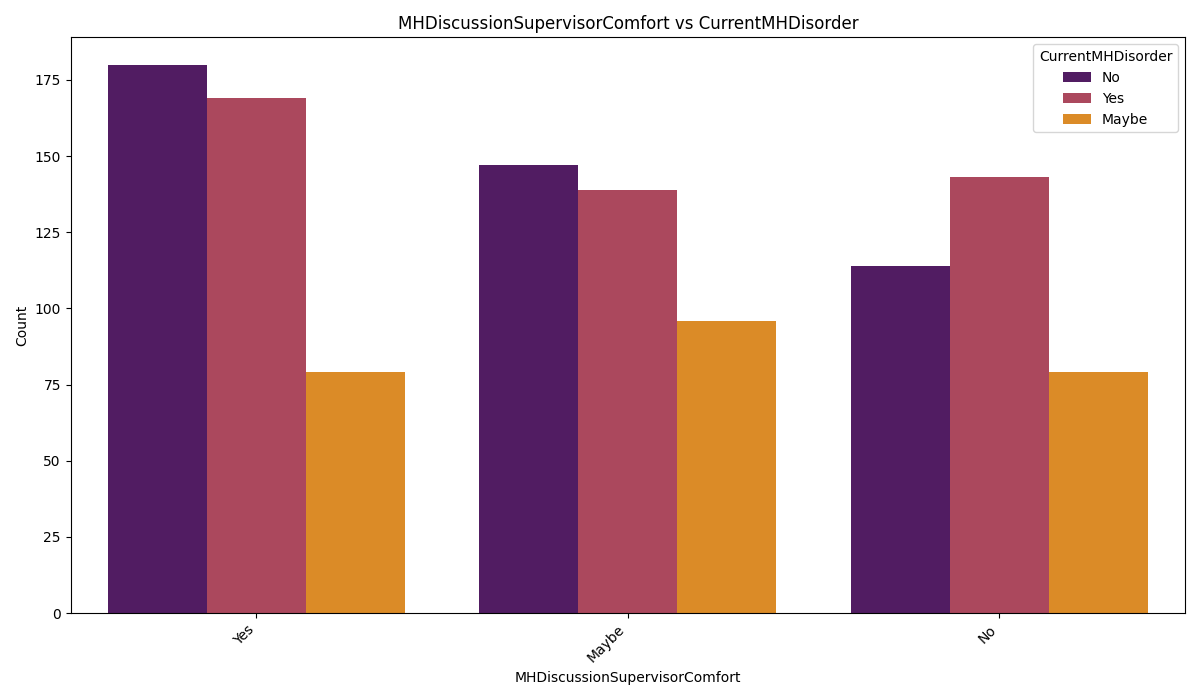 MHDiscussionSupervisorComfort vs CurrentMHDisorder
CurrentMHDisorder
No
Yes
Maybe
Count
175
150
125
100
75
50
25
0
Yes
Maybe
No
MHDiscussionSupervisorComfort